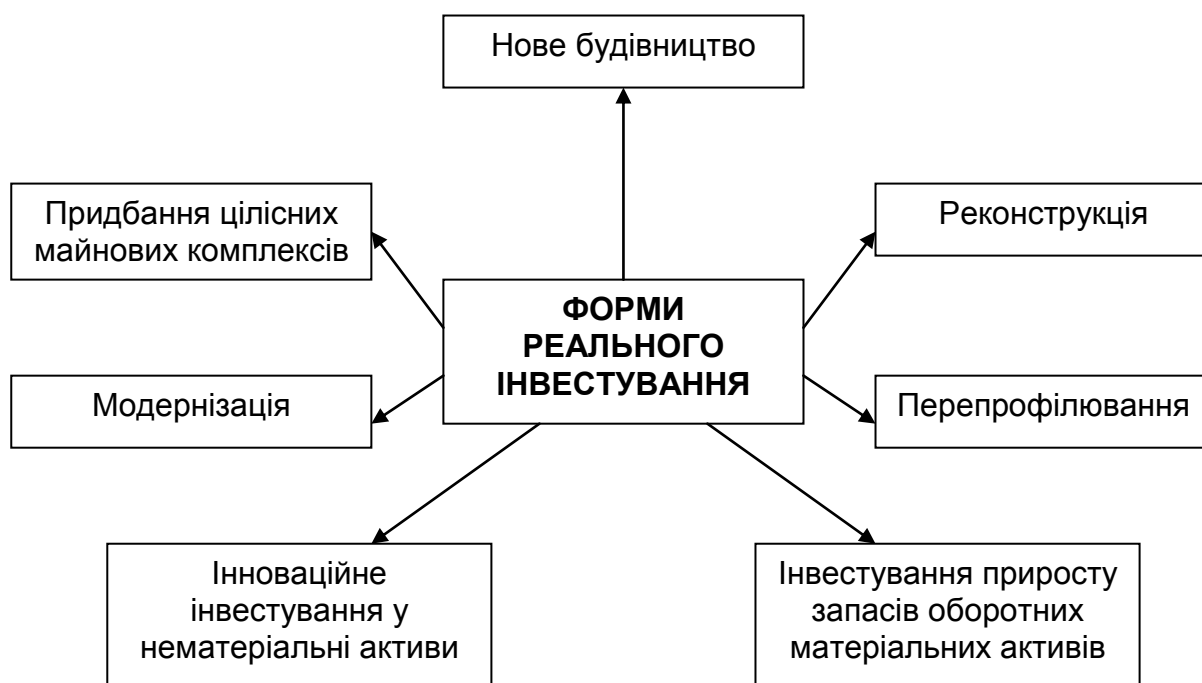 Нове будівництво
Придбання цілісних
майнових комплексів
Реконструкція
ФОРМИ
РЕАЛЬНОГО
ІНВЕСТУВАННЯ
Модернізація
Перепрофілювання
Інноваційне
інвестування у
нематеріальні активи
Інвестування приросту
запасів оборотних
матеріальних активів